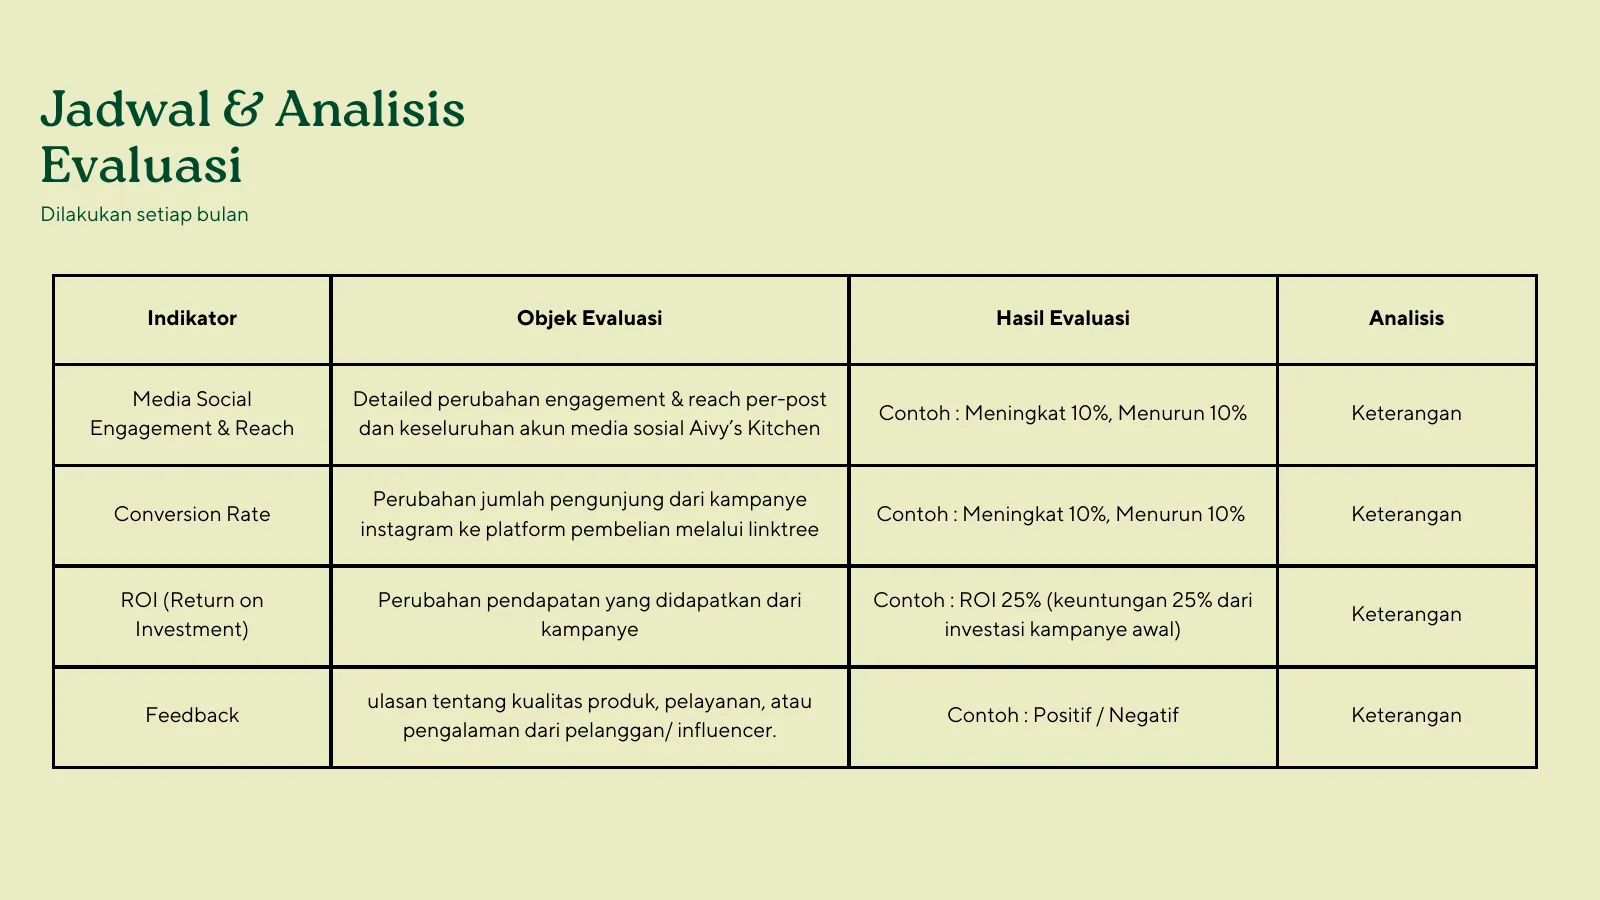 Jadwal & Analisis
Evaluasi
Dilakukan setiap bulan
Indikator
Objek Evaluasi
Hasil Evaluasi
Analisis
Media Social
Engagement & Reach
Detailed perubahan engagement & reach per-post
dan keseluruhan akun media sosial Aivy’s Kitchen
Contoh : Meningkat 10%, Menurun 10%
Keterangan
Conversion Rate
Perubahan jumlah pengunjung dari kampanye
instagram ke platform pembelian melalui linktree
Contoh : Meningkat 10%, Menurun 10%
Keterangan
ROI (Return on
Investment)
Perubahan pendapatan yang didapatkan dari
kampanye
Contoh : ROI 25% (keuntungan 25% dari
investasi kampanye awal)
Keterangan
Feedback
ulasan tentang kualitas produk, pelayanan, atau
pengalaman dari pelanggan/ influencer.
Contoh : Positif / Negatif
Keterangan